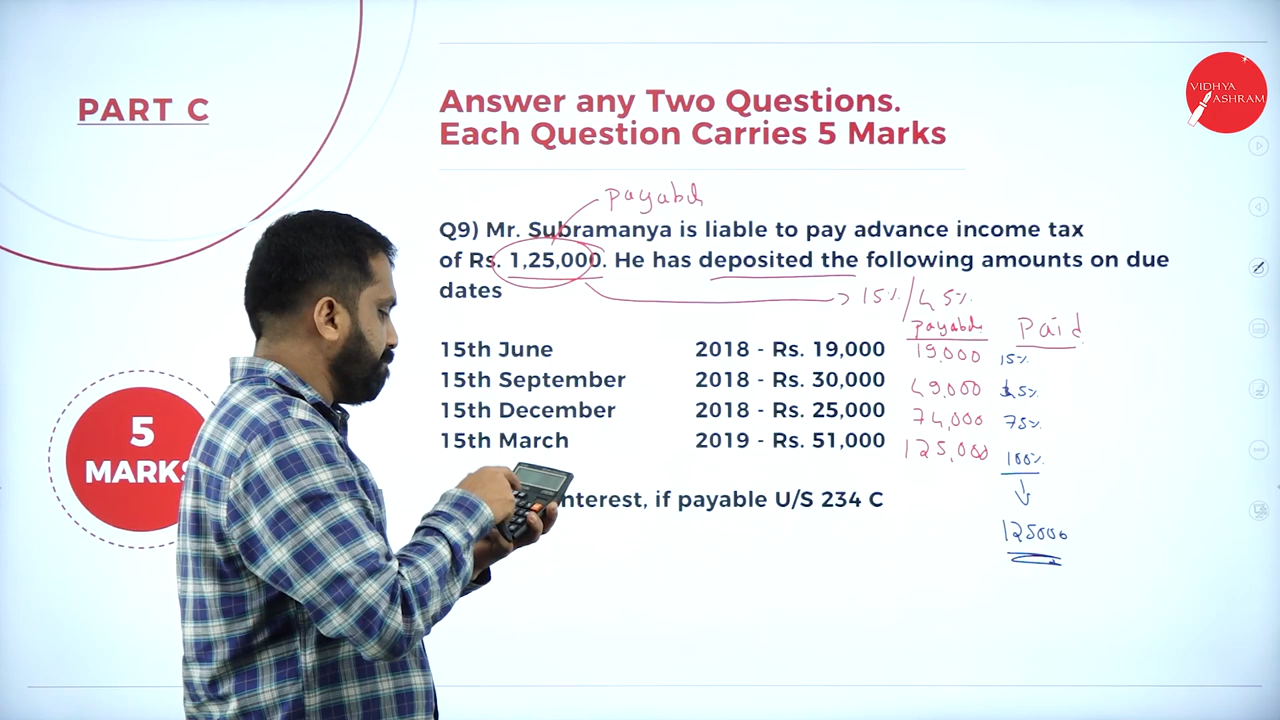 PART C
Answer any Two Questions.
Each Question Carries 5 Marks
VIDHYA
ASHRAM
payable
Q9) Mr. Subramanya is liable to pay advance income tax
of Rs. 1,25,000. He has deposited the following amounts on due
dates
15% / 45%
payable Paid
15th June 2018 - Rs. 19,000 19,000 15%
15th September 2018 - Rs. 30,000 49,000 45%
15th December 2018 - Rs. 25,000 74,000 75%
15th March 2019 - Rs. 51,000 125,000 100%
5
MARKS
nterest, if payable U/S 234 C
125000